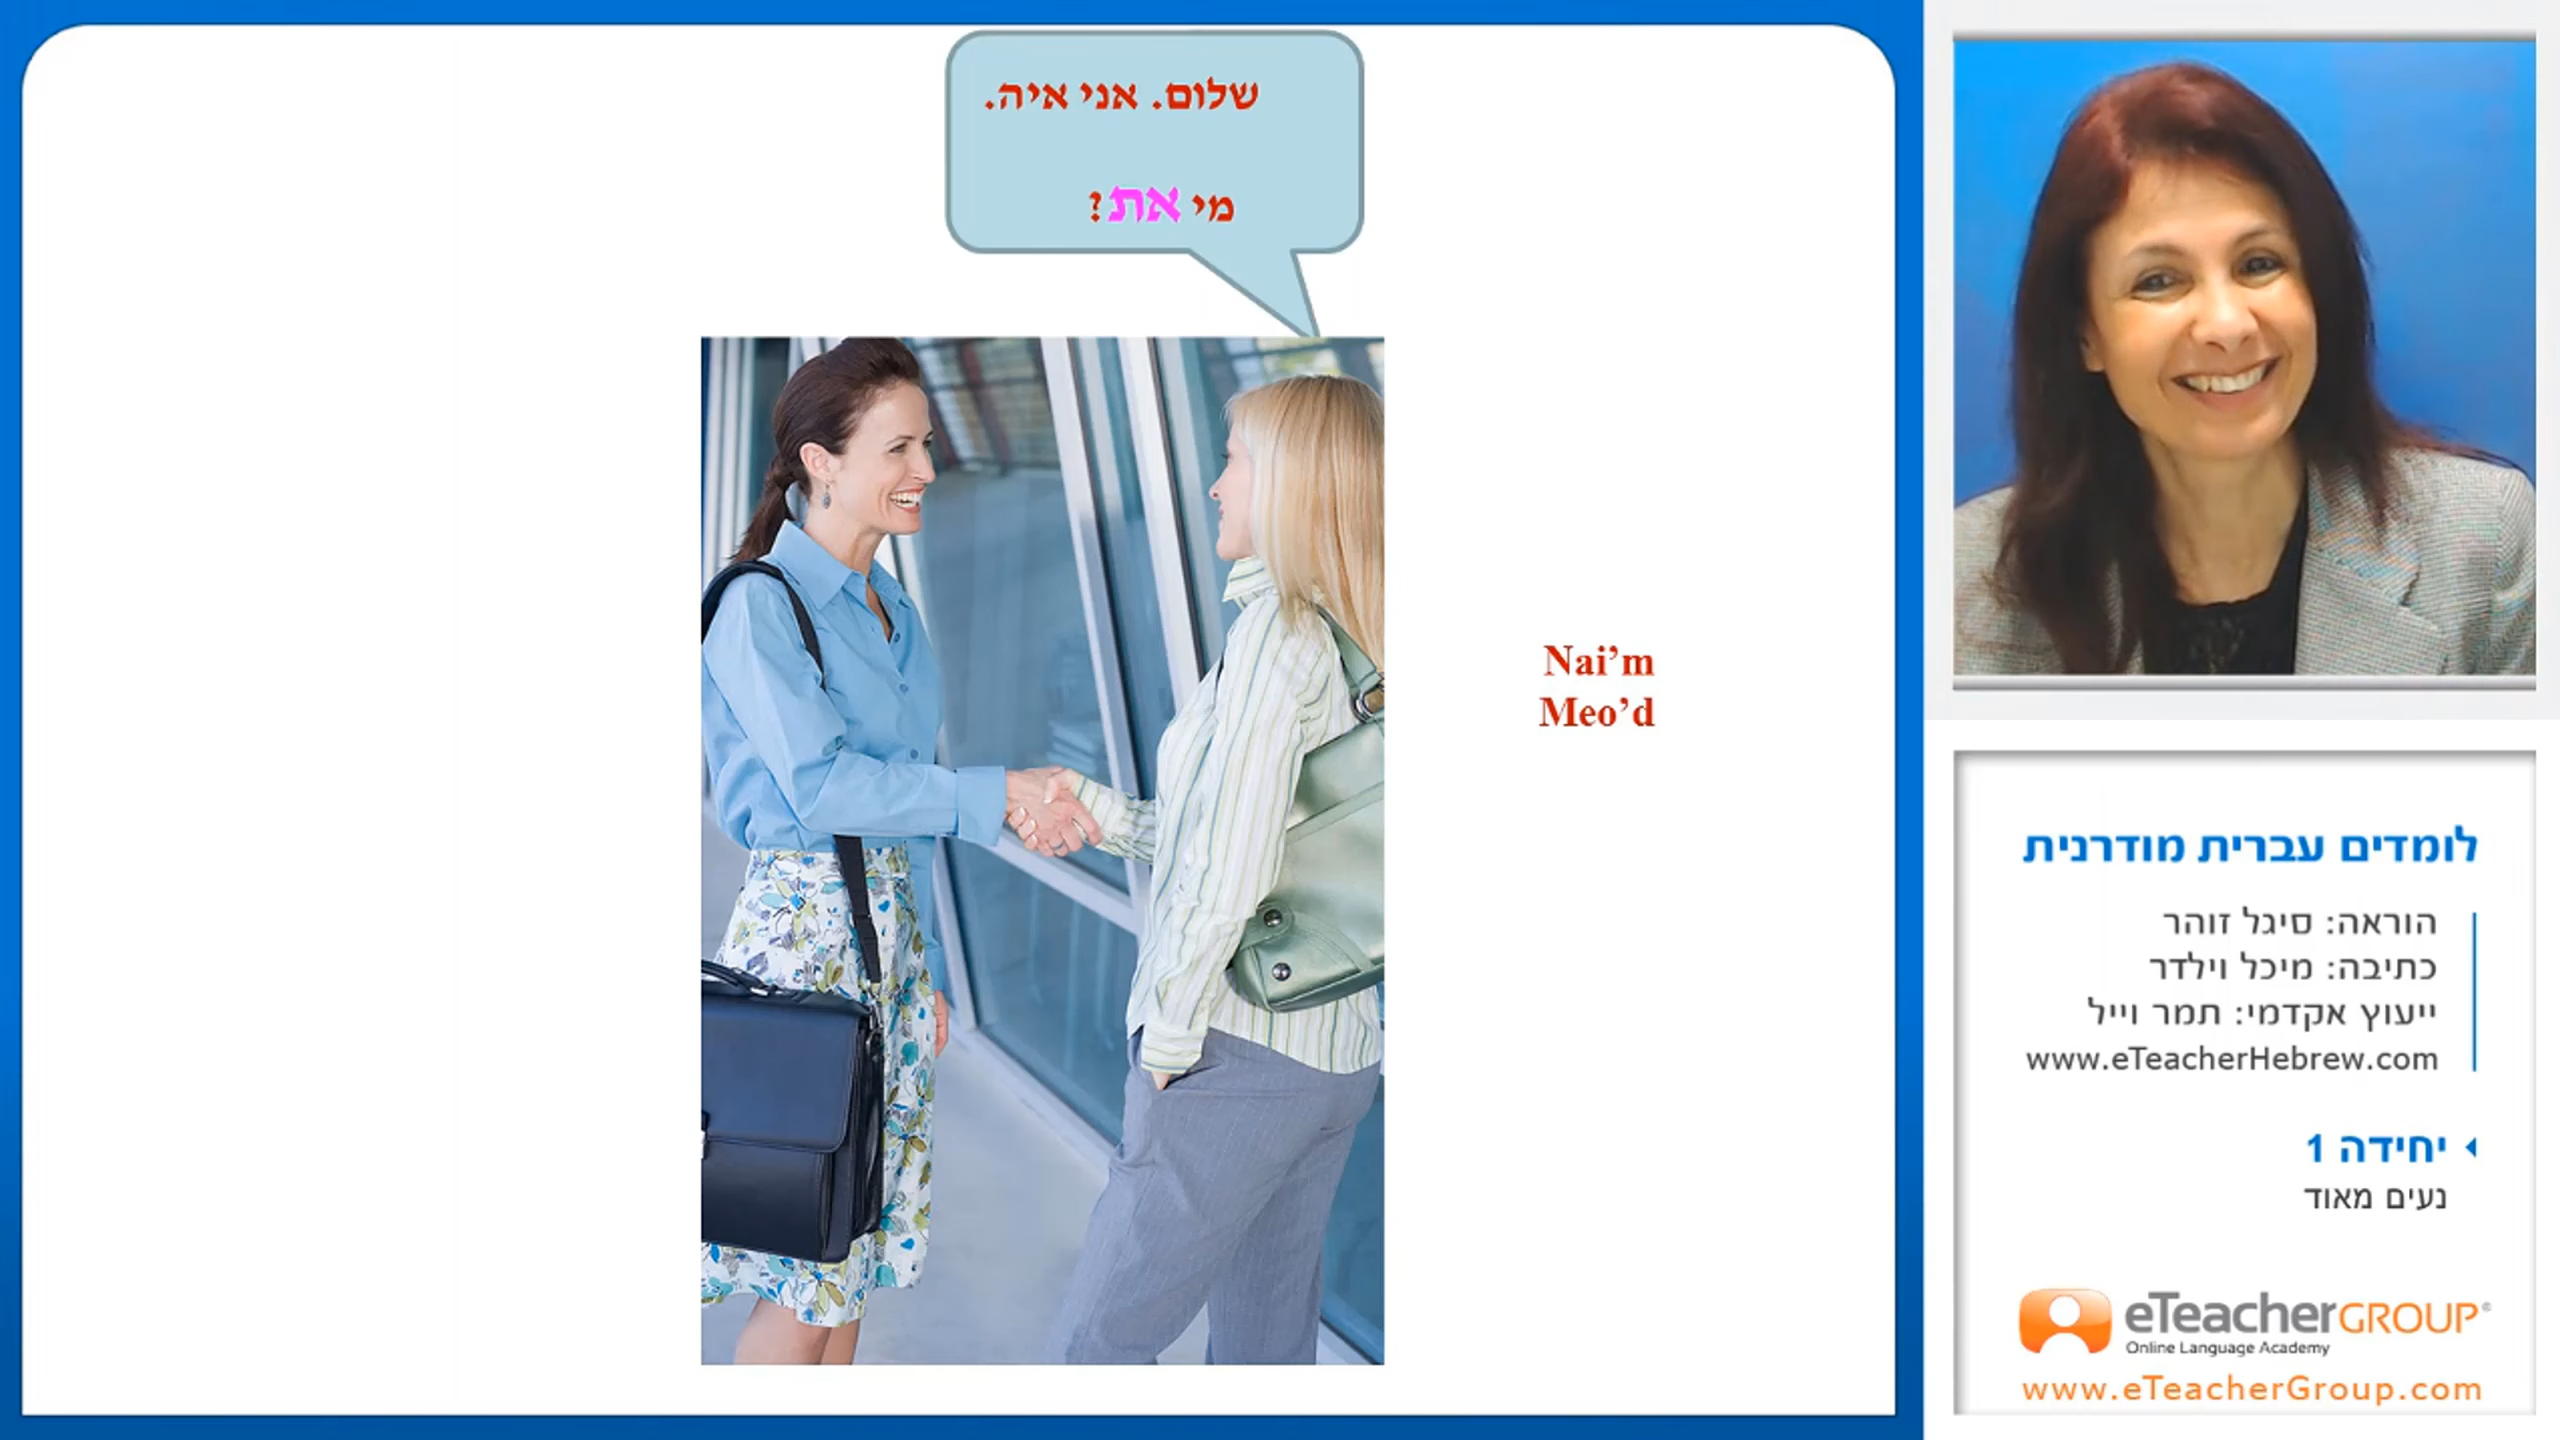 שלום. אני איה.
מי את?
Nai’m
Meo’d
לומדים עברית מודרנית
הוראה: סיגל זוהר
כתיבה: מיכל וילדר
ייעוץ אקדמי: תמר וייל
www.eTeacherHebrew.com
יחידה 1
נעים מאוד
eTeacherGROUP®
Online Language Academy
www.eTeacherGroup.com